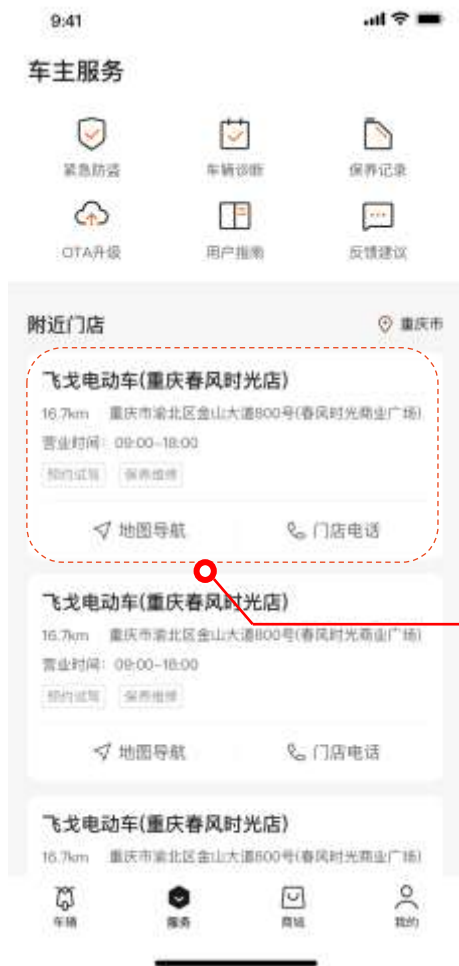 9:41
车主服务
紧急防盗 车辆诊断 保养记录
OTA升级 用户指南 反馈建议
附近门店 重庆市
飞戈电动车(重庆春风时光店)
16.7km 重庆市渝北区金山大道800号(春风时光商业广场)
营业时间：09:00-18:00
预约试驾 保养维修
地图导航 门店电话
飞戈电动车(重庆春风时光店)
16.7km 重庆市渝北区金山大道800号(春风时光商业广场)
营业时间：09:00-18:00
预约试驾 保养维修
地图导航 门店电话
飞戈电动车(重庆春风时光店)
16.7km 重庆市渝北区金山大道800号(春风时光商业广场)
车辆 服务 商城 我的